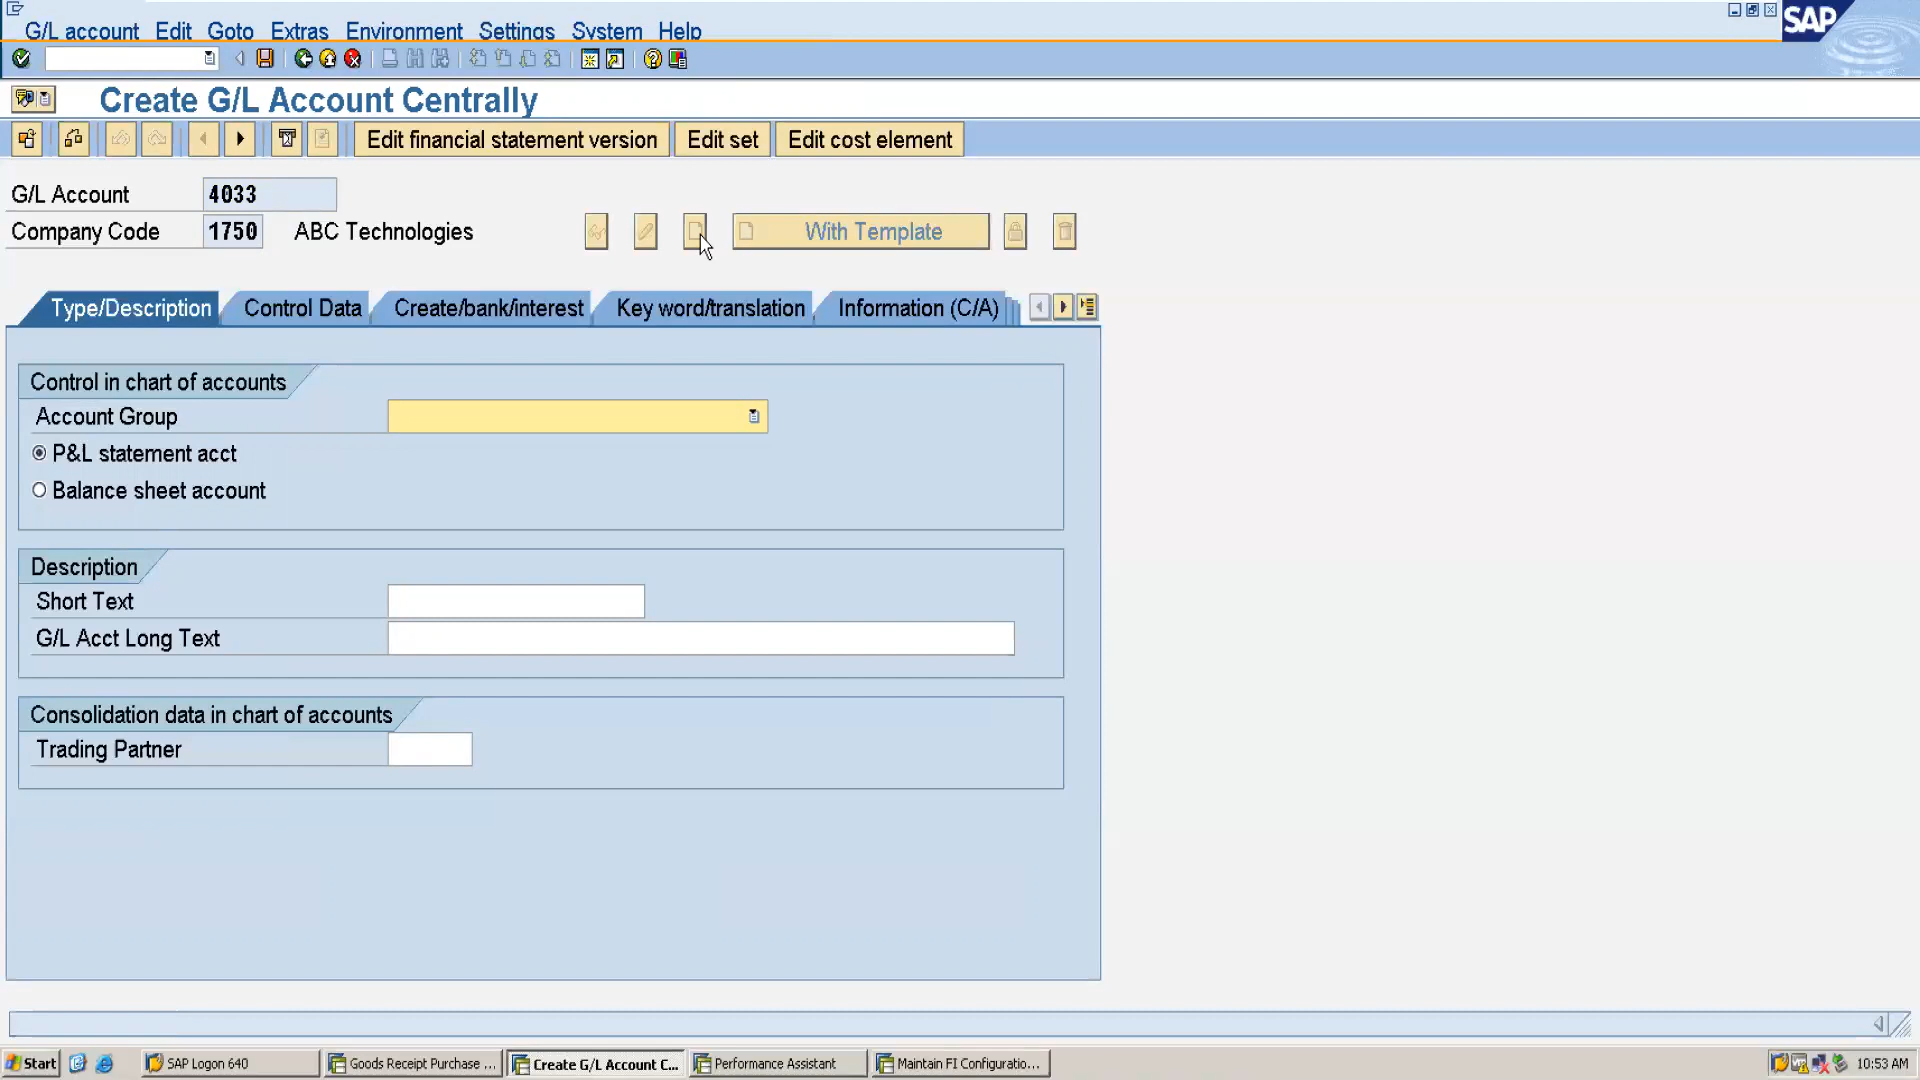 G/L account Edit Goto Extras Environment Settings System Help
SAP
Create G/L Account Centrally
Edit financial statement version Edit set Edit cost element
G/L Account 4033
Company Code 1750 ABC Technologies With Template
Type/Description Control Data Create/bank/interest Key word/translation Information (C/A)
Control in chart of accounts
Account Group
P&L statement acct
Balance sheet account
Description
Short Text
G/L Acct Long Text
Consolidation data in chart of accounts
Trading Partner
Start SAP Logon 640 Goods Receipt Purchase ... Create G/L Account C... Performance Assistant Maintain FI Configuratio... 10:53 AM